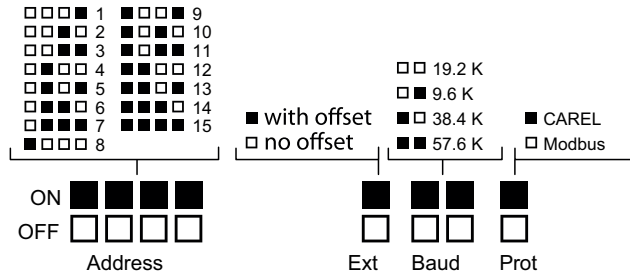 1 9
2 10
3 11
4 12
5 13
6 14
7 15
8
with offset
no offset
19.2 K
9.6 K
38.4 K
57.6 K
CAREL
Modbus
ON
OFF
Address Ext Baud Prot